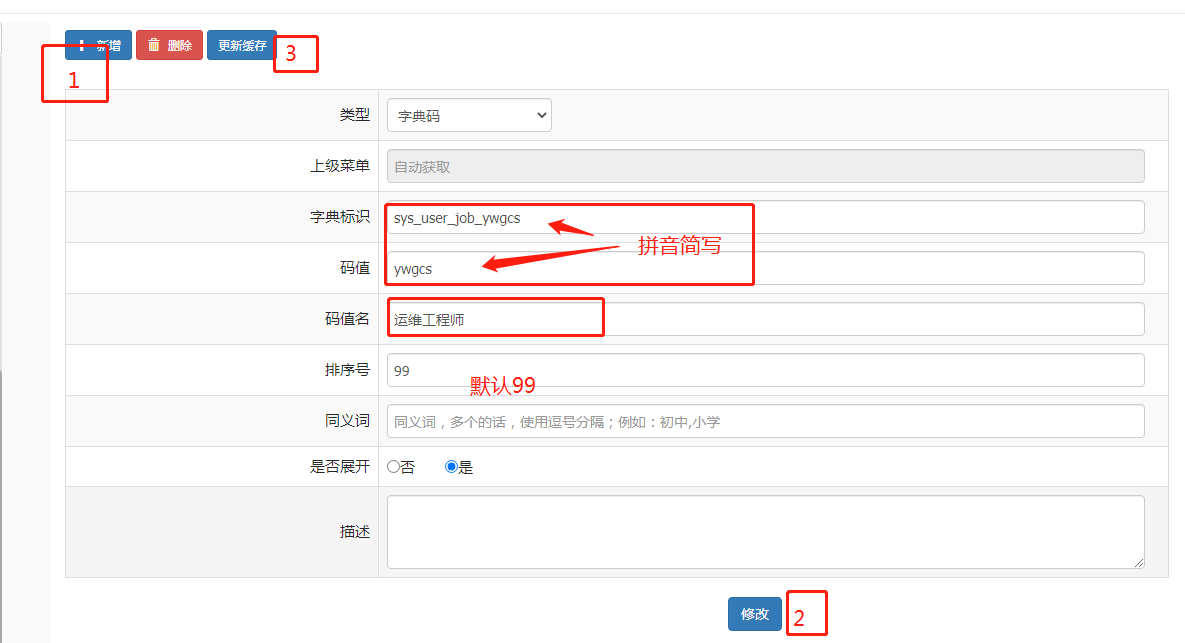 新增 删除 更新缓存 3
1
类型 字典码
上级菜单 自动获取
字典标识 sys_user_job_ywgcs
拼音简写
码值 ywgcs
码值名 运维工程师
排序号 99
默认99
同义词 同义词，多个的话，使用逗号分隔；例如：初中,小学
是否展开 否 是
描述
修改 2